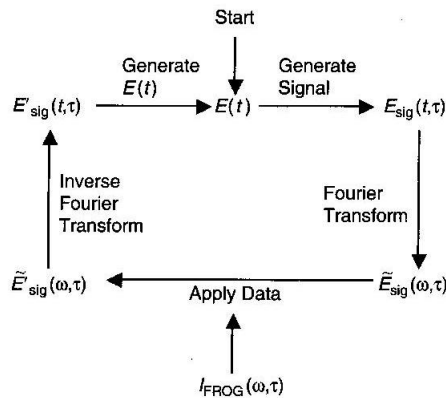 Start
Generate
E(t)
Generate
Signal
E'sig(t,τ)
E(t)
Esig(t,τ)
Inverse
Fourier
Transform
Fourier
Transform
Ẽ'sig(ω,τ)
Apply Data
Ẽsig(ω,τ)
IFROG(ω,τ)